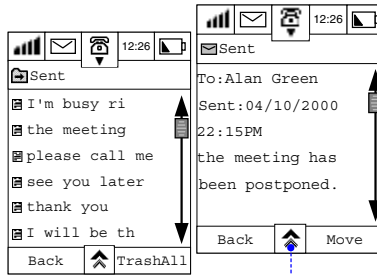 12:26
Sent
I'm busy ri
the meeting
please call me
see you later
thank you
I will be th
Back TrashAll
12:26
Sent
To:Alan Green
Sent:04/10/2000
22:15PM
the meeting has
been postponed.
Back Move